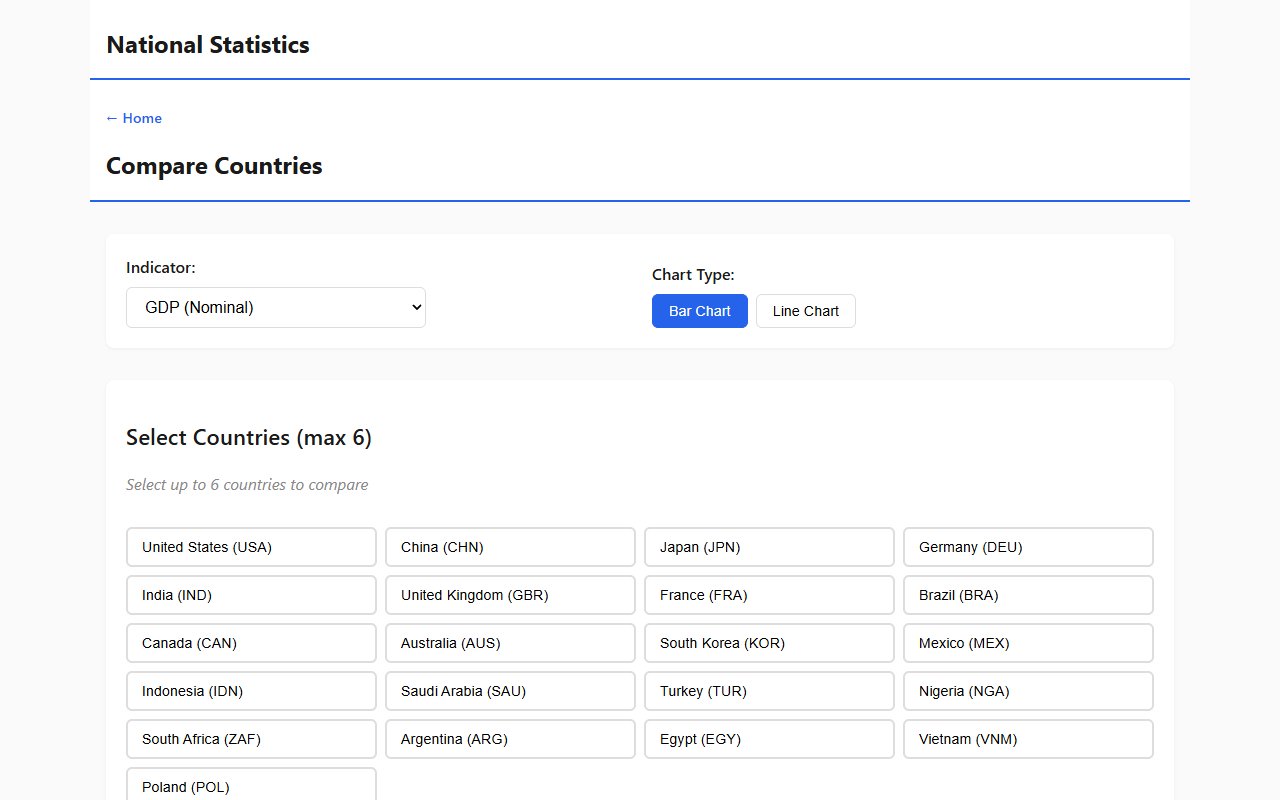 National Statistics
← Home
Compare Countries
Indicator:
GDP (Nominal)
Chart Type:
Bar Chart
Line Chart
Select Countries (max 6)
Select up to 6 countries to compare
United States (USA)
China (CHN)
Japan (JPN)
Germany (DEU)
India (IND)
United Kingdom (GBR)
France (FRA)
Brazil (BRA)
Canada (CAN)
Australia (AUS)
South Korea (KOR)
Mexico (MEX)
Indonesia (IDN)
Saudi Arabia (SAU)
Turkey (TUR)
Nigeria (NGA)
South Africa (ZAF)
Argentina (ARG)
Egypt (EGY)
Vietnam (VNM)
Poland (POL)